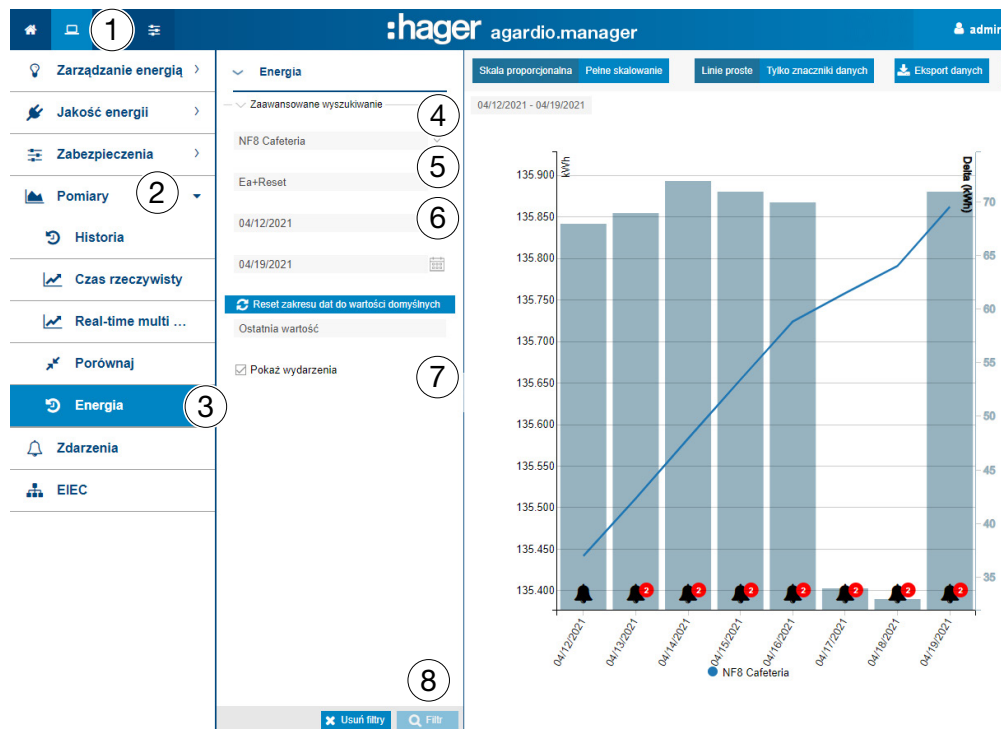 1
:hager agardio.manager
admin
Zarządzanie energią
Jakość energii
Zabezpieczenia
Pomiary
2
Historia
Czas rzeczywisty
Real-time multi ...
Porównaj
Energia
3
Zdarzenia
EIEC
Energia
Zaawansowane wyszukiwanie
4
NF8 Cafeteria
5
Ea+Reset
6
04/12/2021
04/19/2021
Reset zakresu dat do wartości domyślnych
Ostatnia wartość
Pokaż wydarzenia
7
8
Usuń filtry
Filtr
Skala proporcjonalna Pełne skalowanie Linie proste Tylko znaczniki danych Eksport danych
04/12/2021 - 04/19/2021
kWh
Delta (kWh)
135.900
135.850
135.800
135.750
135.700
135.650
135.600
135.550
135.500
135.450
135.400
70
65
60
55
50
45
40
35
2 2 2 2 2 2 2
04/12/2021 04/13/2021 04/14/2021 04/15/2021 04/16/2021 04/17/2021 04/18/2021 04/19/2021
NF8 Cafeteria